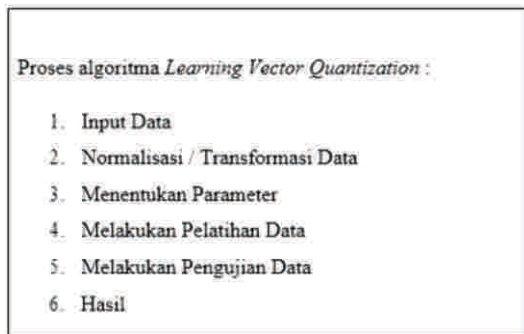 Proses algoritma Learning Vector Quantization :
1. Input Data
2. Normalisasi / Transformasi Data
3. Menentukan Parameter
4. Melakukan Pelatihan Data
5. Melakukan Pengujian Data
6. Hasil